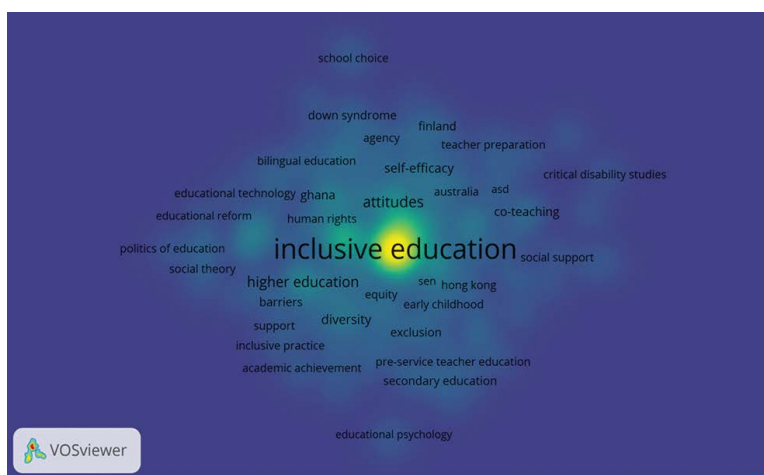 school choice
down syndrome
finland
agency
teacher preparation
bilingual education
self-efficacy
critical disability studies
educational technology
ghana
attitudes
australia
asd
educational reform
human rights
co-teaching
politics of education
inclusive education
social support
social theory
higher education
sen
hong kong
barriers
equity
early childhood
support
diversity
exclusion
inclusive practice
academic achievement
pre-service teacher education
secondary education
educational psychology
VOSviewer